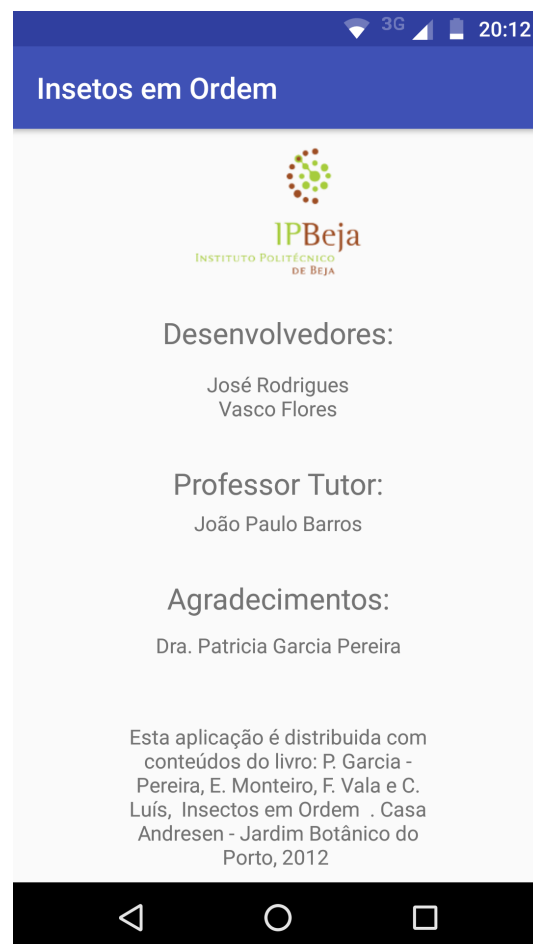 3G 20:12
Insetos em Ordem
IPBeja
INSTITUTO POLITÉCNICO
DE BEJA
Desenvolvedores:
José Rodrigues
Vasco Flores
Professor Tutor:
João Paulo Barros
Agradecimentos:
Dra. Patricia Garcia Pereira
Esta aplicação é distribuida com
conteúdos do livro: P. Garcia -
Pereira, E. Monteiro, F. Vala e C.
Luís,  Insectos em Ordem  . Casa
Andresen - Jardim Botânico do
Porto, 2012